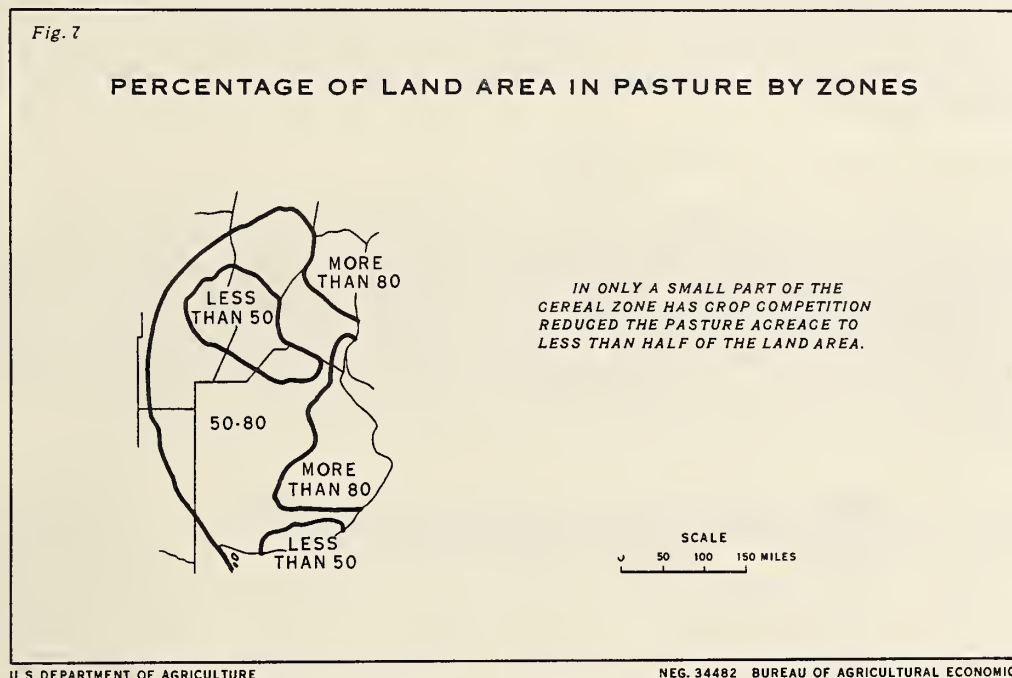 Fig. 7
PERCENTAGE OF LAND AREA IN PASTURE BY ZONES
MORE
THAN 80
LESS
THAN 50
IN ONLY A SMALL PART OF THE
CEREAL ZONE HAS CROP COMPETITION
REDUCED THE PASTURE ACREAGE TO
LESS THAN HALF OF THE LAND AREA.
50-80
MORE
THAN 80
LESS
THAN 50
SCALE
0 50 100 150 MILES
U.S. DEPARTMENT OF AGRICULTURE
NEG. 34482 BUREAU OF AGRICULTURAL ECONOMIC